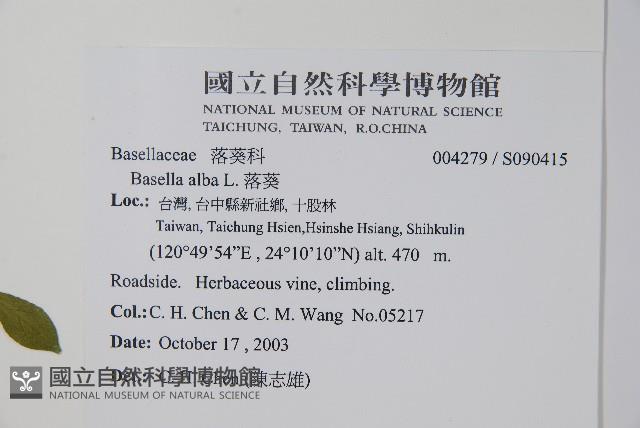 國立自然科學博物館
NATIONAL MUSEUM OF NATURAL SCIENCE
TAICHUNG, TAIWAN, R.O.CHINA
Basellaceae 落葵科 004279 / S090415
Basella alba L. 落葵
Loc.: 台灣, 台中縣新社鄉, 十股林
Taiwan, Taichung Hsien,Hsinshe Hsiang, Shihkulin
(120°49'54”E , 24°10'10”N) alt. 470 m.
Roadside. Herbaceous vine, climbing.
Col.:C. H. Chen & C. M. Wang No.05217
Date: October 17 , 2003
(陳志雄)
國立自然科學博物館
NATIONAL MUSEUM OF NATURAL SCIENCE